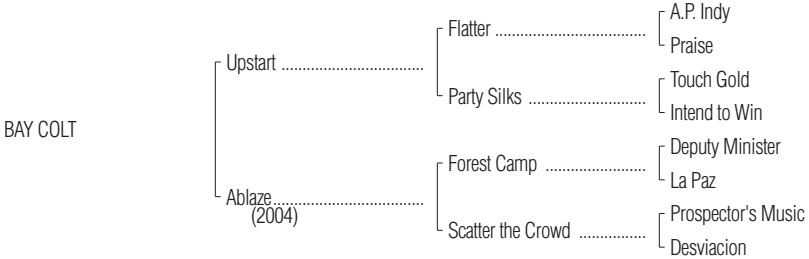 A.P. Indy
Flatter ..................................
Praise
Upstart ................................
Touch Gold
Party Silks ...........................
Intend to Win
BAY COLT
Deputy Minister
Forest Camp .......................
La Paz
Ablaze..................................
(2004)
Prospector's Music
Scatter the Crowd ...............
Desviacion